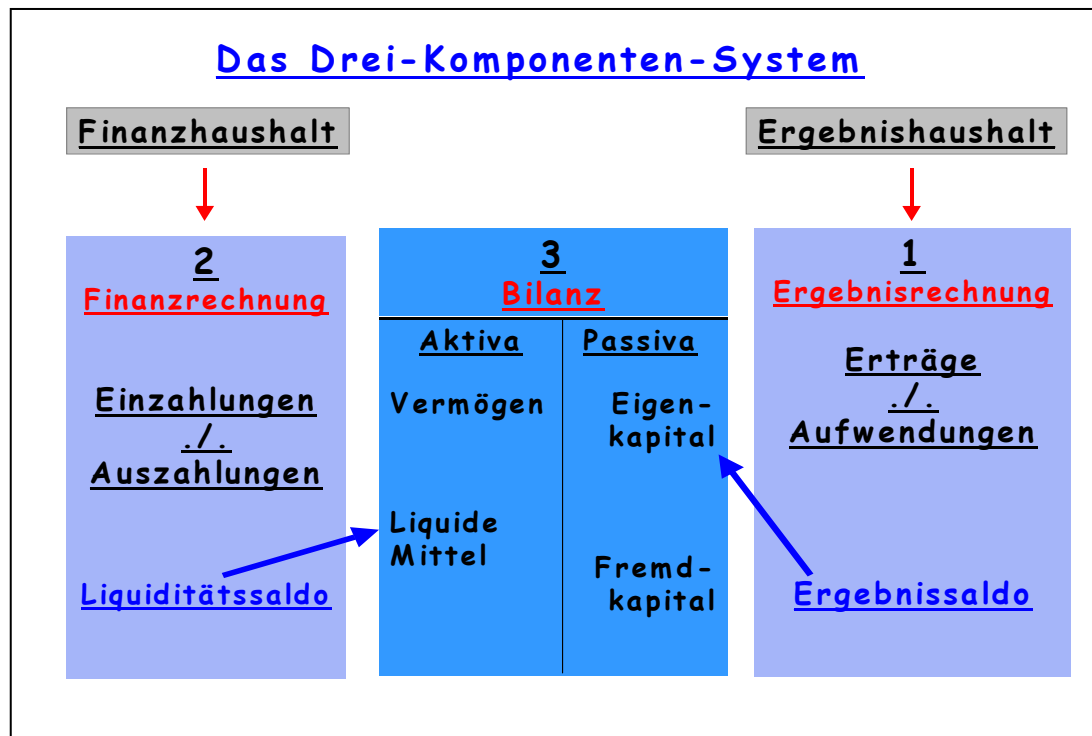 Das Drei-Komponenten-System
Finanzhaushalt
Ergebnishaushalt
2
Finanzrechnung
Einzahlungen
./.
Auszahlungen
Liquiditätssaldo
3
Bilanz
Aktiva
Vermögen
Liquide
Mittel
Passiva
Eigen-
kapital
Fremd-
kapital
1
Ergebnisrechnung
Erträge
./.
Aufwendungen
Ergebnissaldo